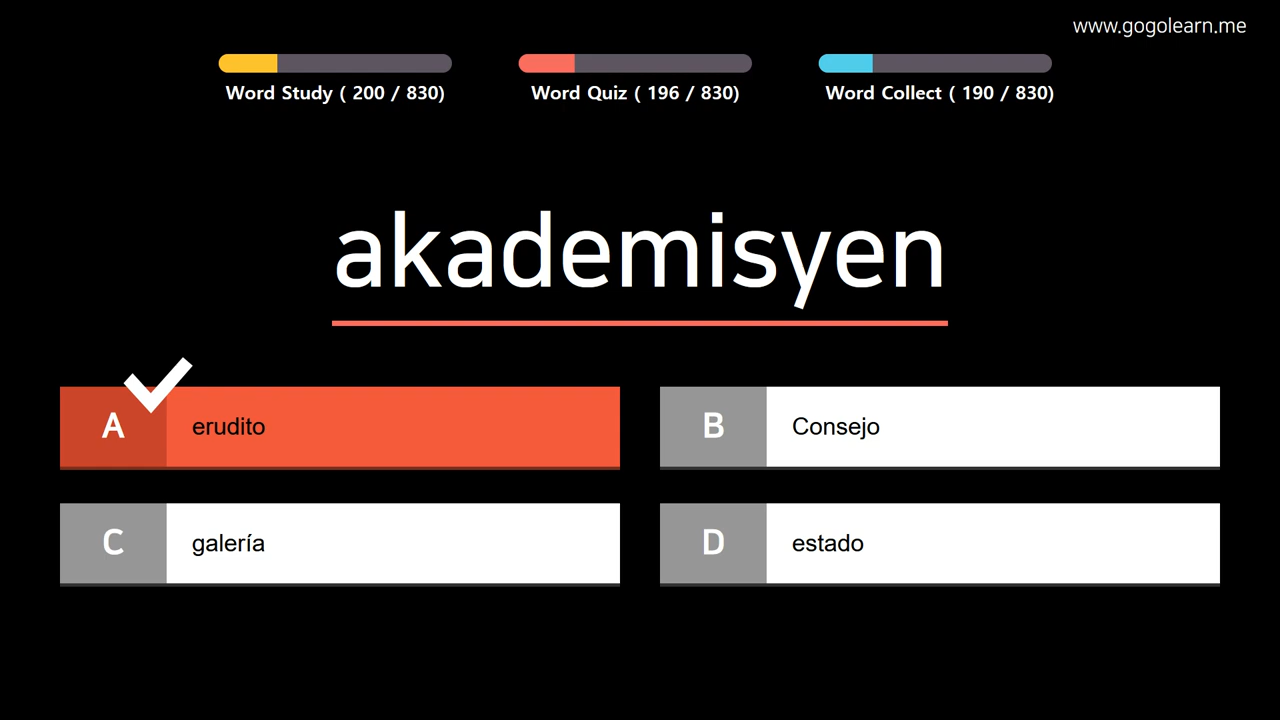 www.gogolearn.me
Word Study ( 200 / 830)
Word Quiz ( 196 / 830)
Word Collect ( 190 / 830)
akademisyen
A erudito
B Consejo
C galería
D estado